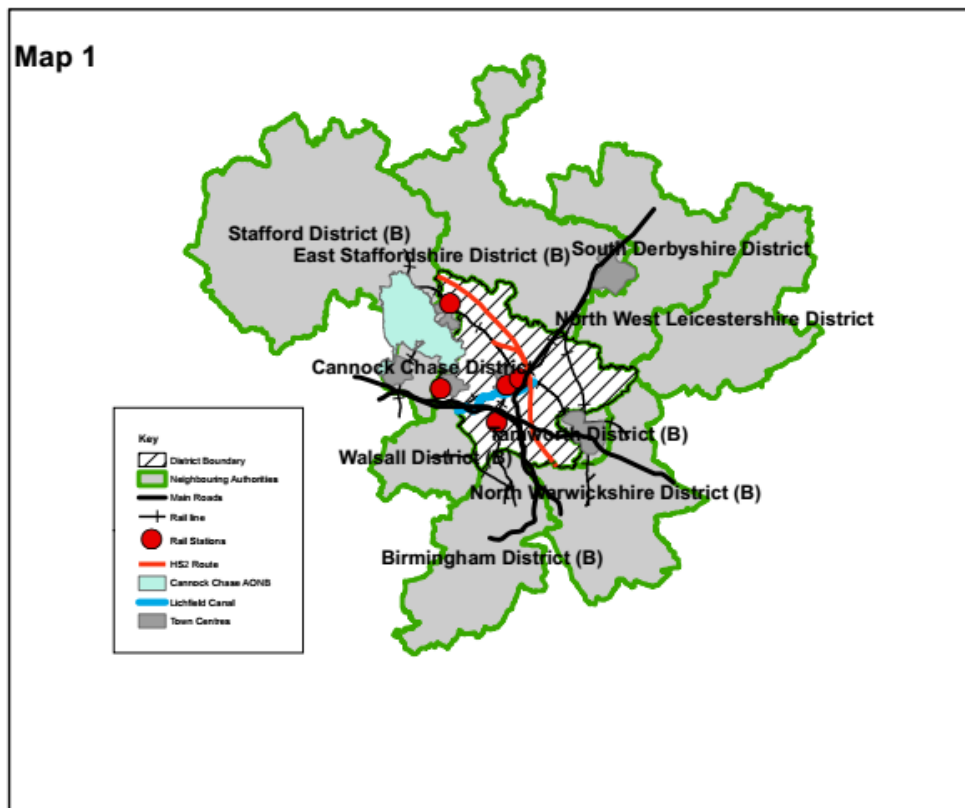 Map 1
Stafford District (B)
East Staffordshire District (B)
South Derbyshire District
North West Leicestershire District
Cannock Chase District
Tamworth District (B)
Walsall District (B)
North Warwickshire District (B)
Birmingham District (B)
Key
District Boundary
Neighbouring Authorities
Main Roads
Rail line
Rail Stations
HS2 Route
Cannock Chase AONB
Lichfield Canal
Town Centres